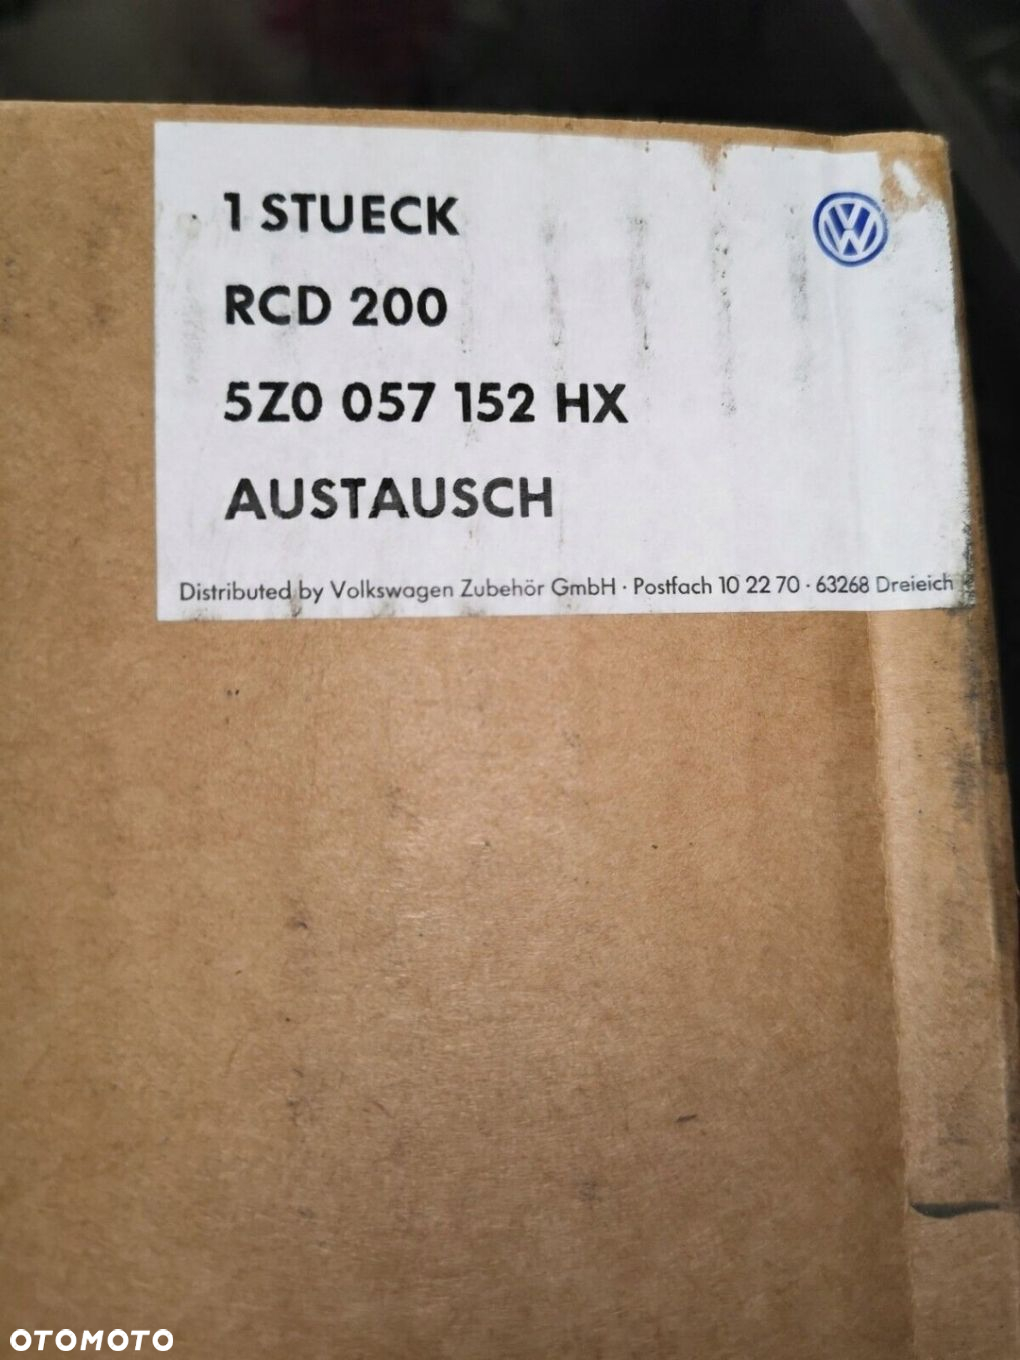 1 STUECK
RCD 200
5Z0 057 152 HX
AUSTAUSCH
Distributed by Volkswagen Zubehör GmbH · Postfach 10 22 70 · 63268 Dreieich
OTOMOTO